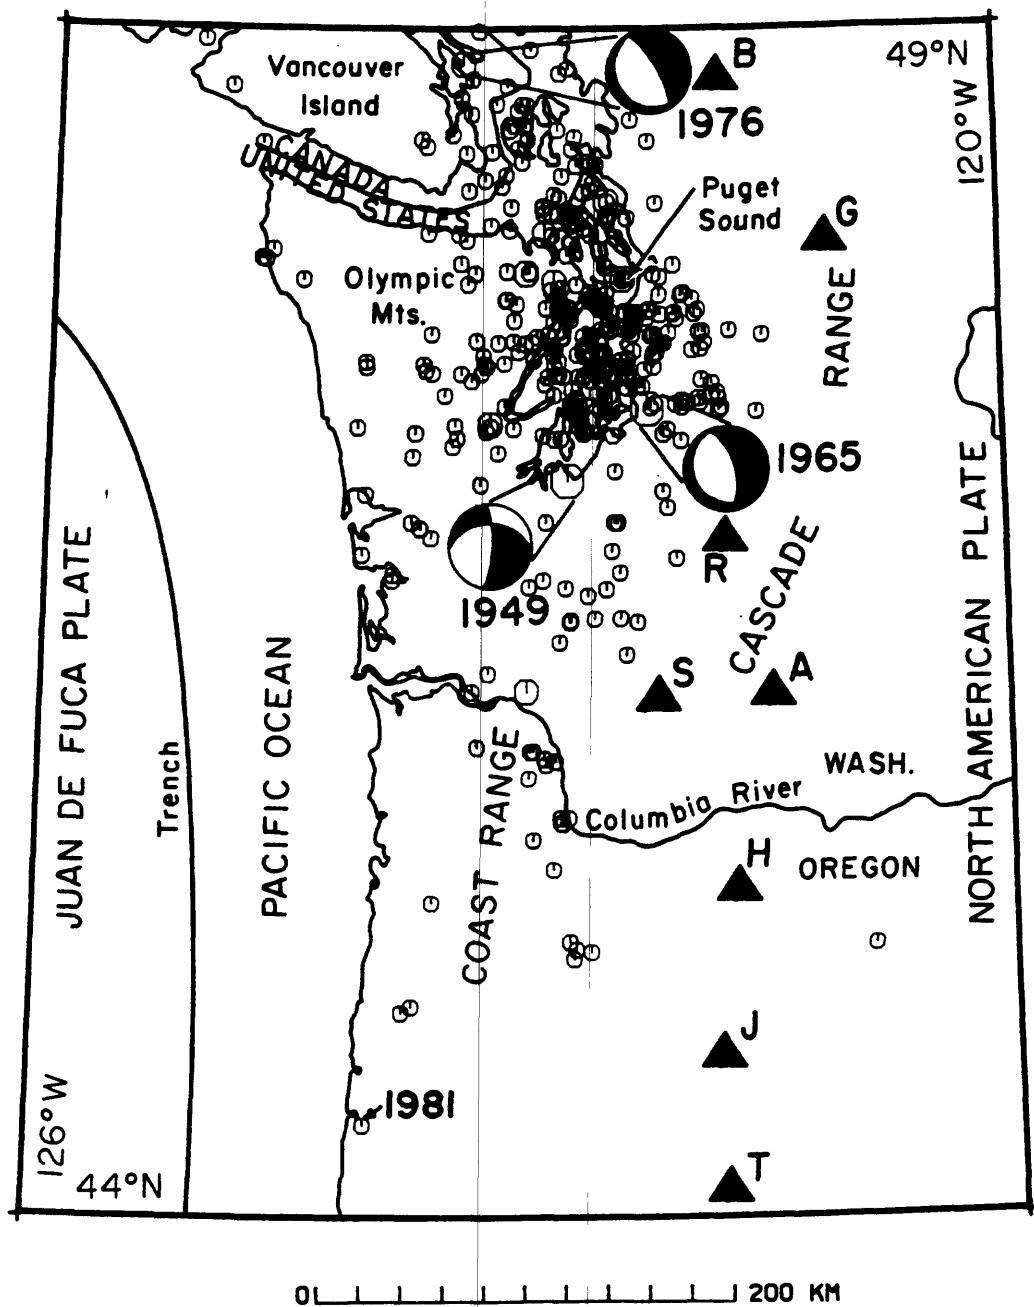 49°N
B
Vancouver
Island
1976
120°W
CANADA
UNITED STATES
Puget
Sound
G
Olympic
Mts.
RANGE
1965
R
CASCADE
1949
S
A
JUAN DE FUCA PLATE
Trench
PACIFIC OCEAN
COAST RANGE
NORTH AMERICAN PLATE
WASH.
Columbia River
H
OREGON
J
1981
126°W
44°N
T
0
200 KM